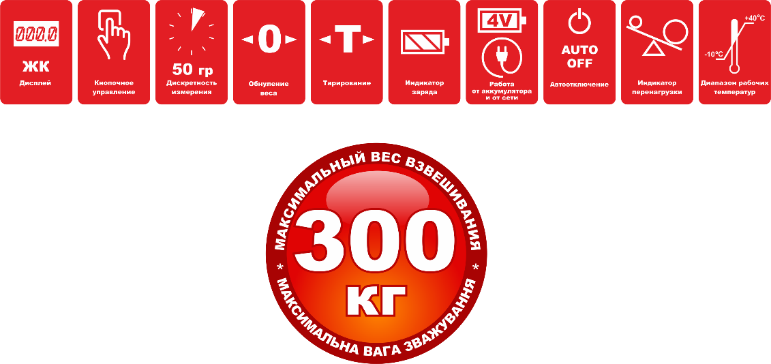 000,0
ЖК
Дисплей
Кнопочное
управление
50 гр
Дискретность
измерения
0
Обнуление
веса
Т
Тарирование
Индикатор
заряда
4V
Работа
от аккумулятора
и от сети
AUTO
OFF
Автоотключение
Индикатор
перенагрузки
+40°C
-10°C
Диапазон рабочих
температур
МАКСИМАЛЬНЫЙ ВЕС ВЗВЕШИВАНИЯ
300
кг
* МАКСИМАЛЬНА ВАГА ЗВАЖУВАННЯ *